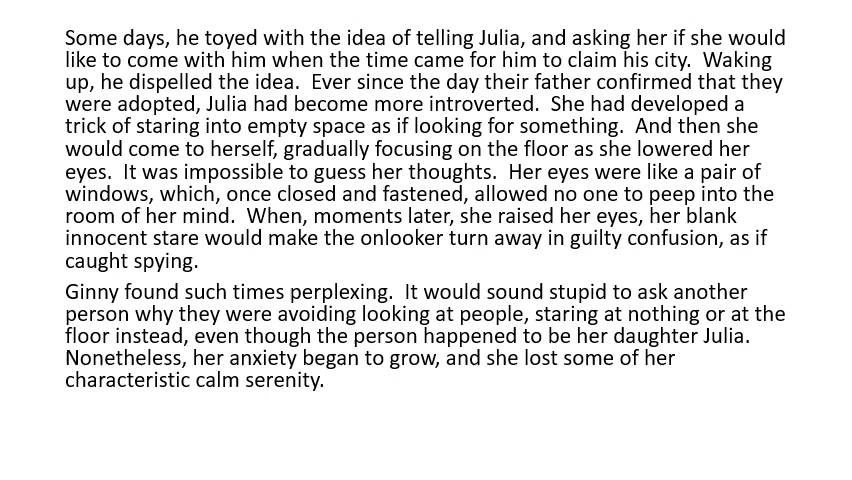 Some days, he toyed with the idea of telling Julia, and asking her if she would
like to come with him when the time came for him to claim his city.  Waking
up, he dispelled the idea.  Ever since the day their father confirmed that they
were adopted, Julia had become more introverted.  She had developed a
trick of staring into empty space as if looking for something.  And then she
would come to herself, gradually focusing on the floor as she lowered her
eyes.  It was impossible to guess her thoughts.  Her eyes were like a pair of
windows, which, once closed and fastened, allowed no one to peep into the
room of her mind.  When, moments later, she raised her eyes, her blank
innocent stare would make the onlooker turn away in guilty confusion, as if
caught spying.
Ginny found such times perplexing.  It would sound stupid to ask another
person why they were avoiding looking at people, staring at nothing or at the
floor instead, even though the person happened to be her daughter Julia.
Nonetheless, her anxiety began to grow, and she lost some of her
characteristic calm serenity.